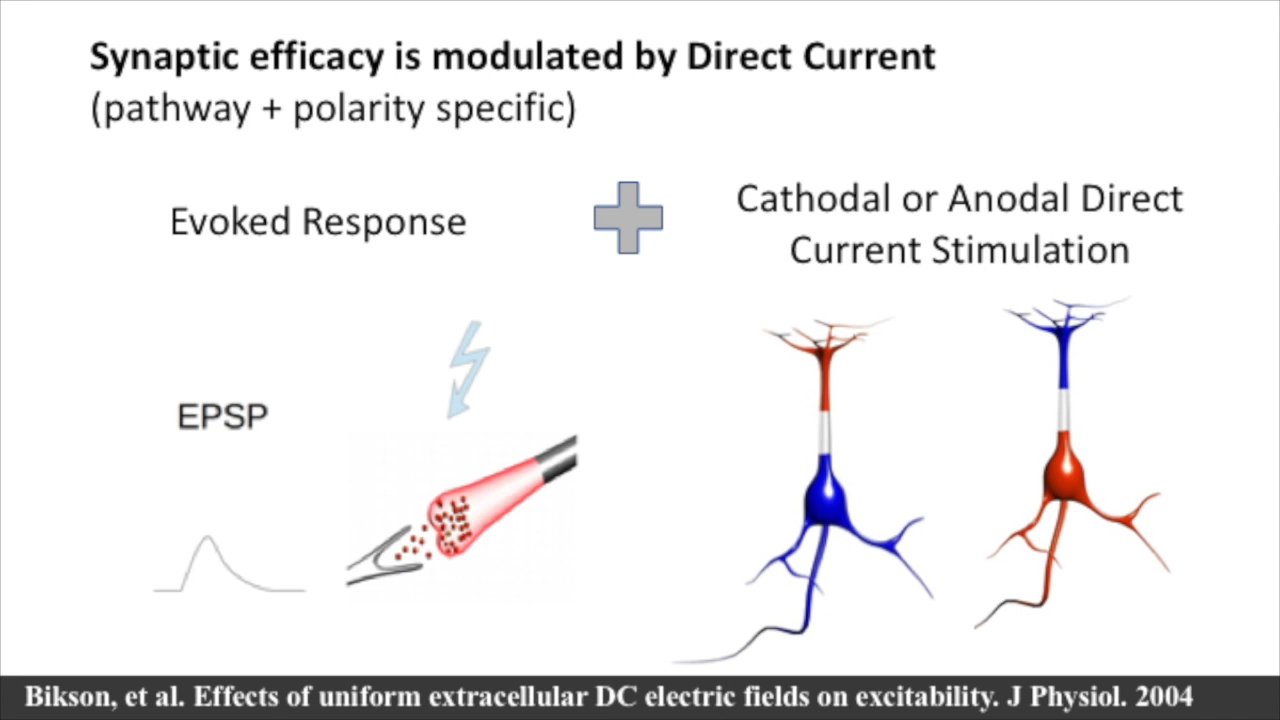 Synaptic efficacy is modulated by Direct Current
(pathway + polarity specific)
Evoked Response
Cathodal or Anodal Direct
Current Stimulation
EPSP
Bikson, et al. Effects of uniform extracellular DC electric fields on excitability. J Physiol. 2004